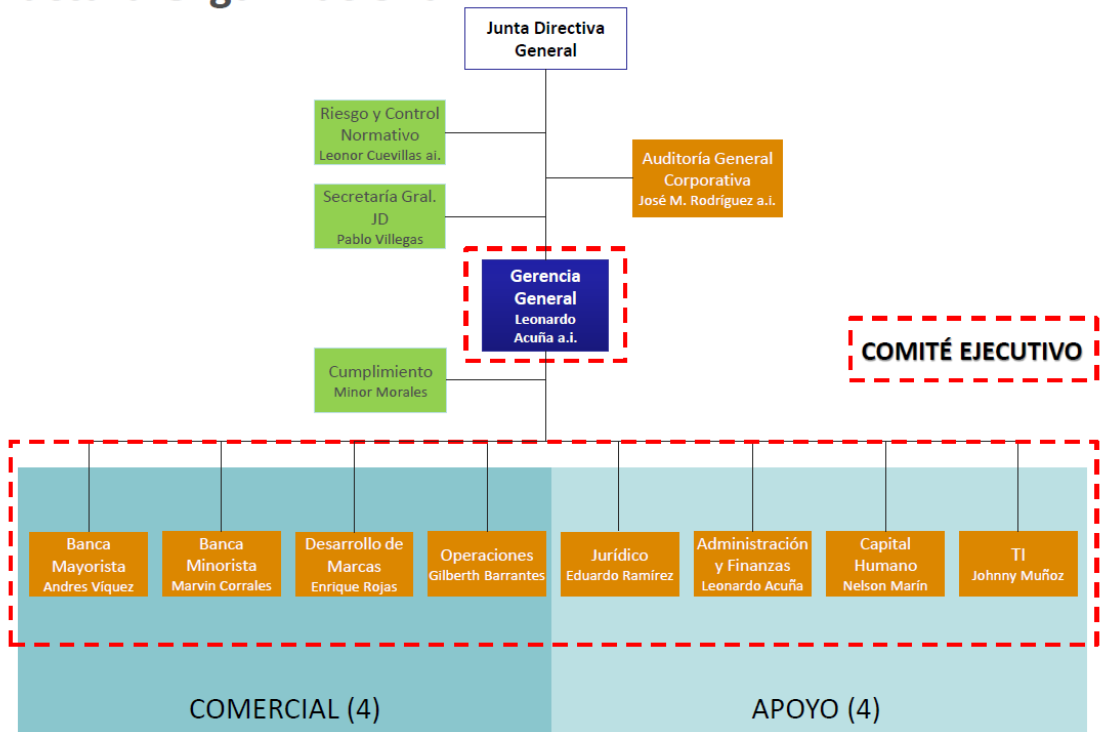 Junta Directiva
General
Riesgo y Control
Normativo
Leonor Cuevillas ai.
Auditoría General
Corporativa
José M. Rodríguez a.i.
Secretaría Gral.
JD
Pablo Villegas
Gerencia
General
Leonardo
Acuña a.i.
COMITÉ EJECUTIVO
Cumplimiento
Minor Morales
Banca
Mayorista
Andres Víquez
Banca
Minorista
Marvin Corrales
Desarrollo de
Marcas
Enrique Rojas
Operaciones
Gilberth Barrantes
Jurídico
Eduardo Ramírez
Administración
y Finanzas
Leonardo Acuña
Capital
Humano
Nelson Marín
TI
Johnny Muñoz
COMERCIAL (4)
APOYO (4)